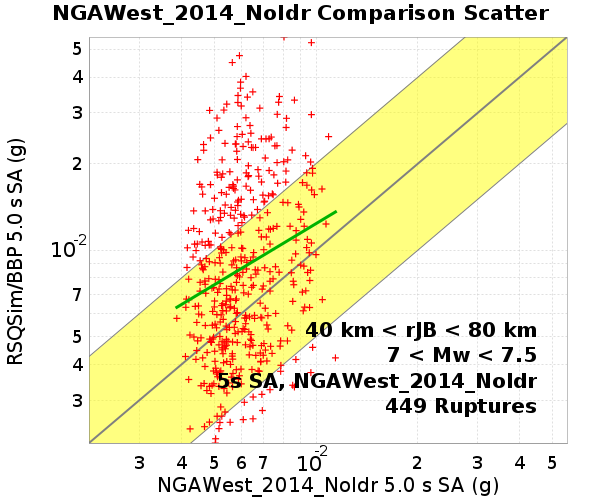 NGAWest_2014_NoIdr Comparison Scatter
RSQSim/BBP 5.0 s SA (g)
5
4
3
2
10-2
7
5
4
3
40 km < rJB < 80 km
7 < Mw < 7.5
5s SA, NGAWest_2014_NoIdr
449 Ruptures
3 4 5 6 7 10-2 2 3 4 5
NGAWest_2014_NoIdr 5.0 s SA (g)